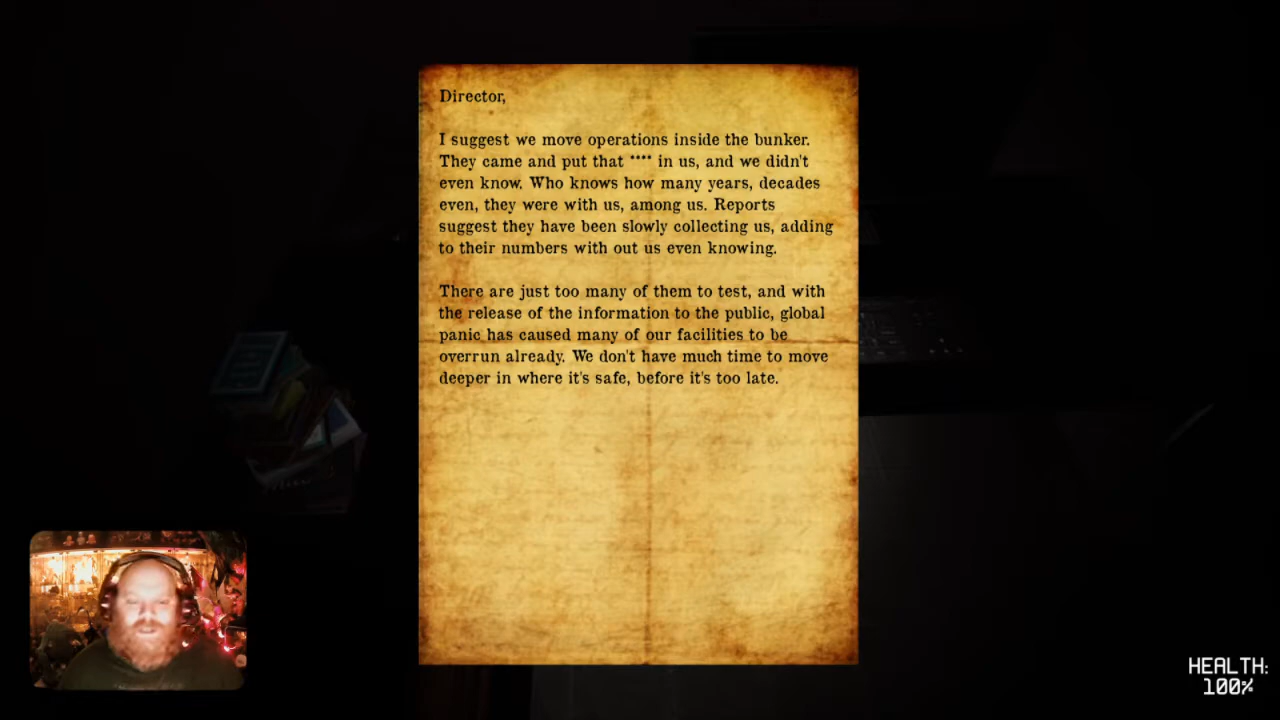 Director,
I suggest we move operations inside the bunker.
They came and put that **** in us, and we didn't
even know. Who knows how many years, decades
even, they were with us, among us. Reports
suggest they have been slowly collecting us, adding
to their numbers with out us even knowing.
There are just too many of them to test, and with
the release of the information to the public, global
panic has caused many of our facilities to be
overrun already. We don't have much time to move
deeper in where it's safe, before it's too late.
HEALTH:
100%